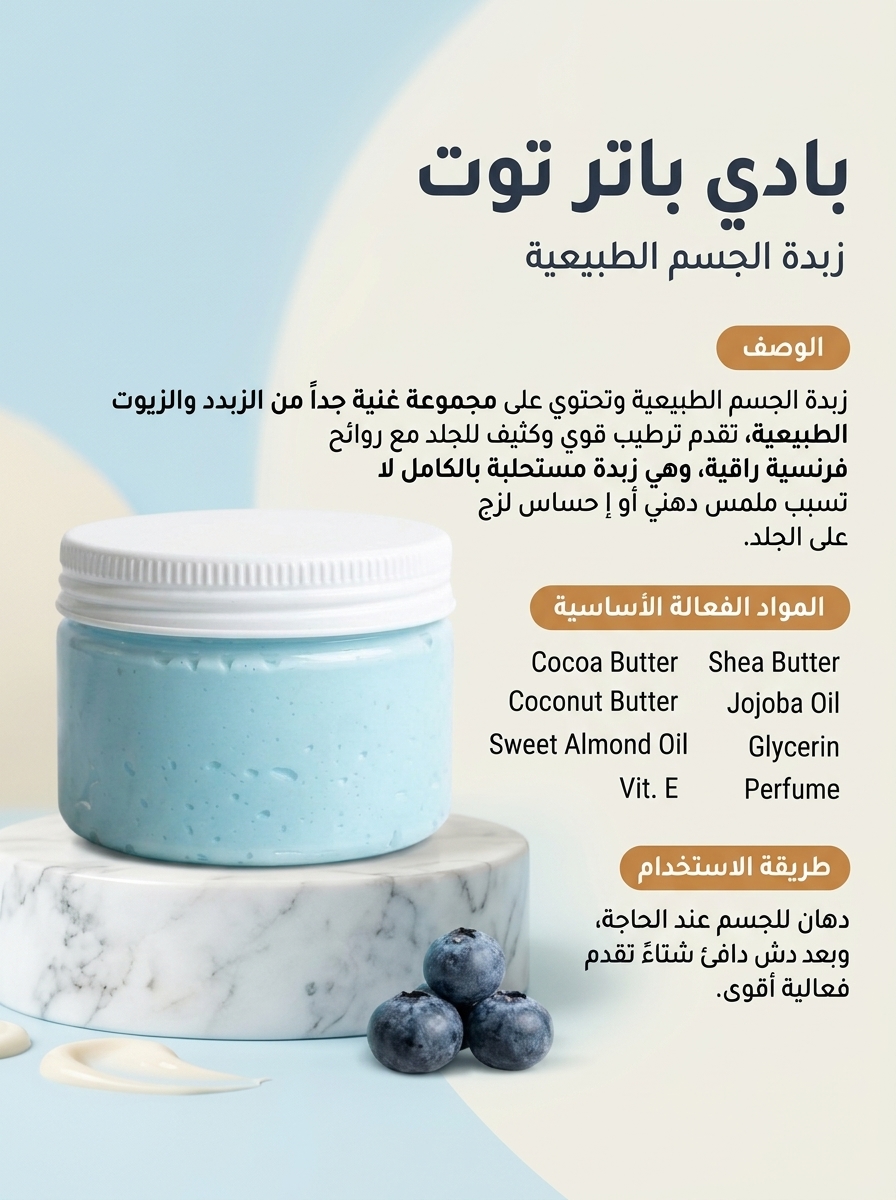 بادي باتر توت
زبدة الجسم الطبيعية
الوصف
زبدة الجسم الطبيعية وتحتوي على مجموعة غنية جداً من الزبدد والزيوت
الطبيعية، تقدم ترطيب قوي وكثيف للجلد مع روائح
فرنسية راقية، وهي زبدة مستحلبة بالكامل لا
تسبب ملمس دهني أو إ حساس لزج
على الجلد.
المواد الفعالة الأساسية
Cocoa Butter Shea Butter
Coconut Butter Jojoba Oil
Sweet Almond Oil Glycerin
Vit. E Perfume
طريقة الاستخدام
دهان للجسم عند الحاجة،
وبعد دش دافئ شتاءً تقدم
فعالية أقوى.